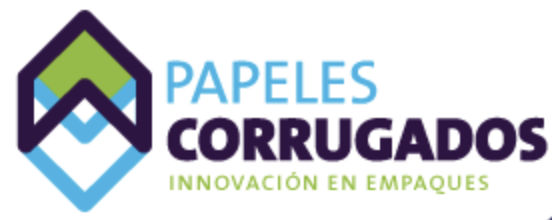 PAPELES
CORRUGADOS
INNOVACIÓN EN EMPAQUES